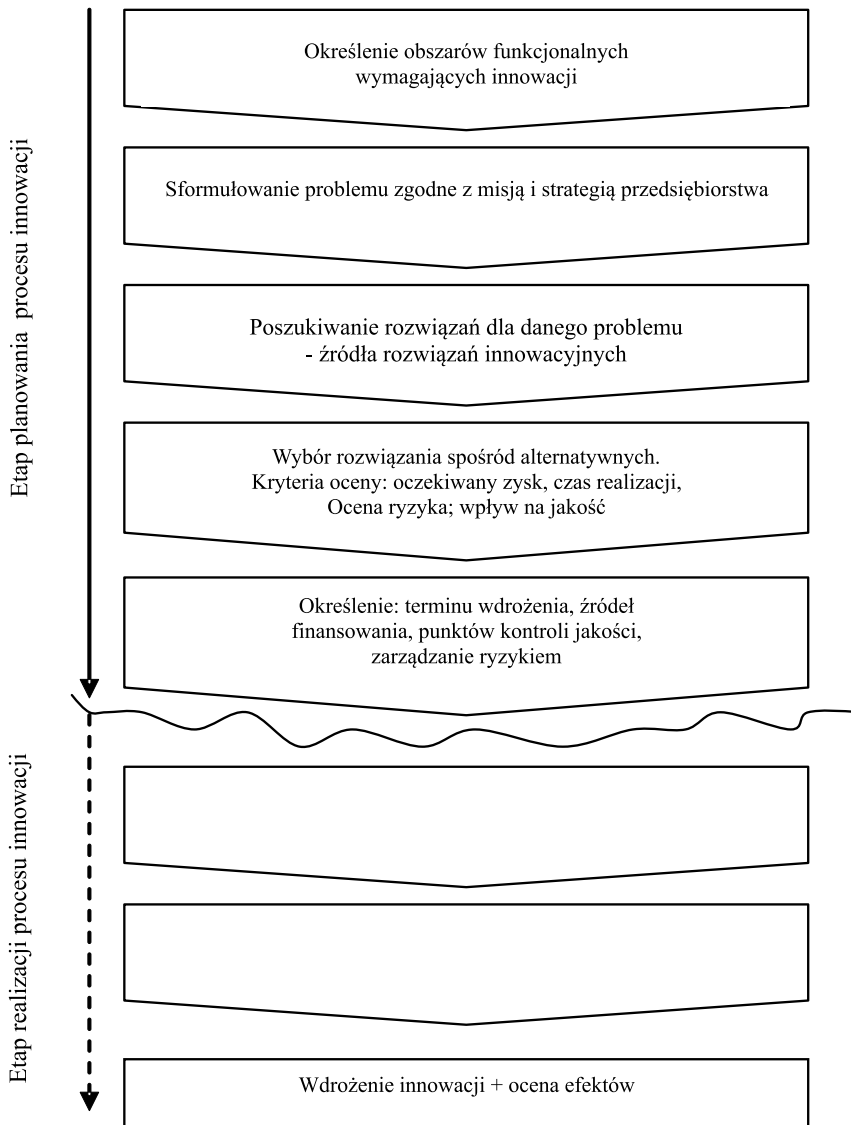 Etap planowania procesu innowacji
Określenie obszarów funkcjonalnych
wymagających innowacji
Sformułowanie problemu zgodne z misją i strategią przedsiębiorstwa
Poszukiwanie rozwiązań dla danego problemu
- źródła rozwiązań innowacyjnych
Wybór rozwiązania spośród alternatywnych.
Kryteria oceny: oczekiwany zysk, czas realizacji,
Ocena ryzyka; wpływ na jakość
Określenie: terminu wdrożenia, źródeł
finansowania, punktów kontroli jakości,
zarządzanie ryzykiem
Etap realizacji procesu innowacji
Wdrożenie innowacji + ocena efektów